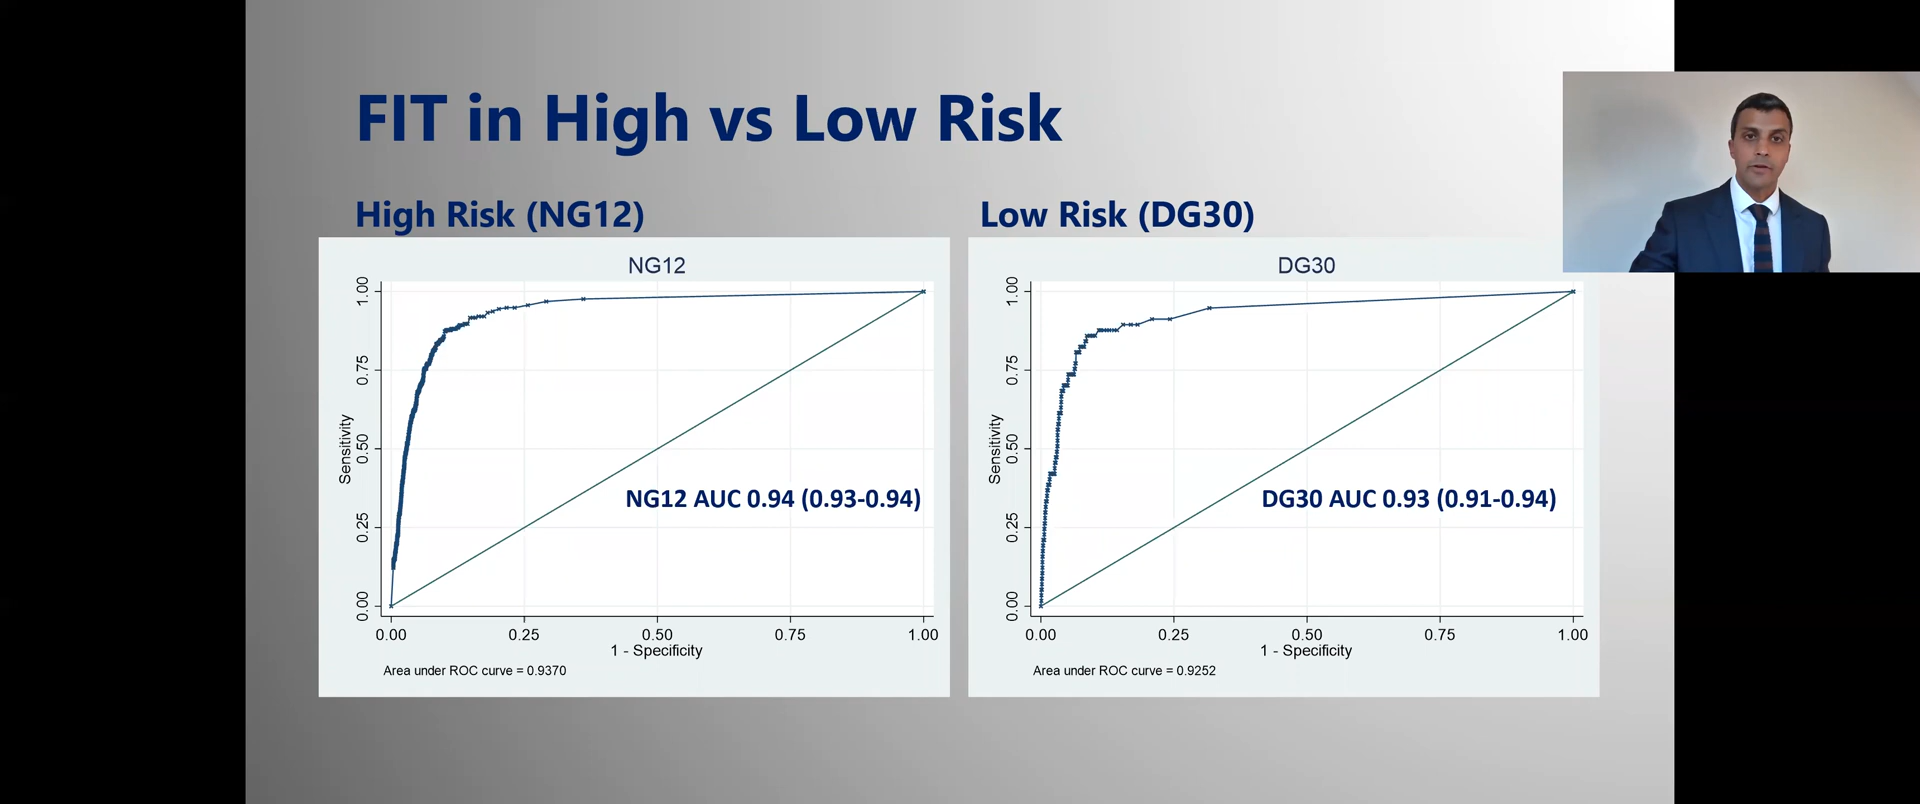 FIT in High vs Low Risk
High Risk (NG12)
NG12
1.00
0.75
0.50
0.25
0.00
Sensitivity
NG12 AUC 0.94 (0.93-0.94)
0.00 0.25 0.50 0.75 1.00
1 - Specificity
Area under ROC curve = 0.9370
Low Risk (DG30)
DG30
1.00
0.75
0.50
0.25
0.00
Sensitivity
DG30 AUC 0.93 (0.91-0.94)
0.00 0.25 0.50 0.75 1.00
1 - Specificity
Area under ROC curve = 0.9252